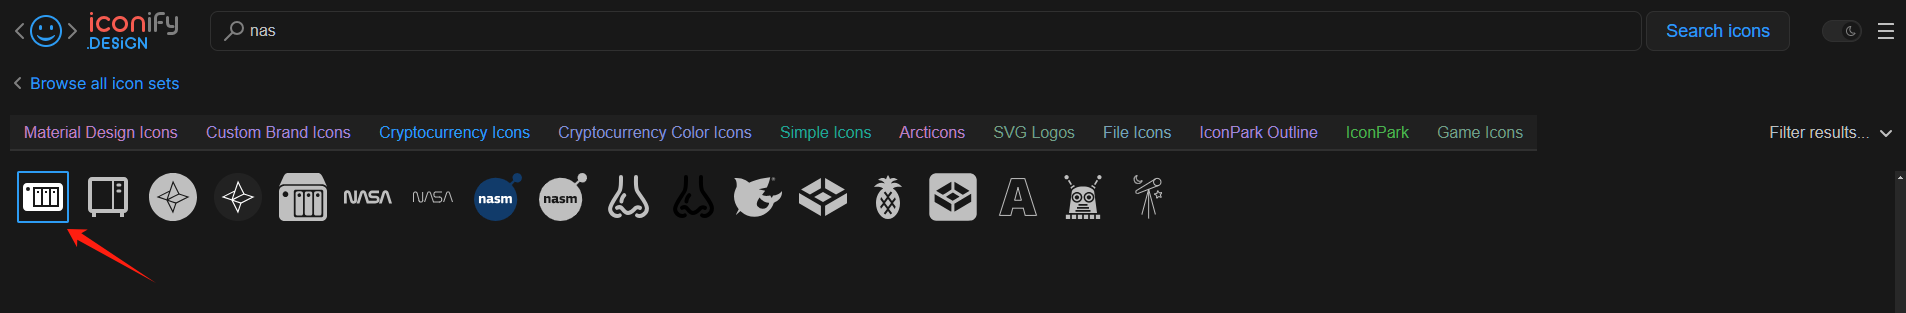 iconify
.DESiGN
nas
Search icons
Browse all icon sets
Material Design Icons Custom Brand Icons Cryptocurrency Icons Cryptocurrency Color Icons Simple Icons Arcticons SVG Logos File Icons IconPark Outline IconPark Game Icons Filter results...
NASA NASA nasm nasm A